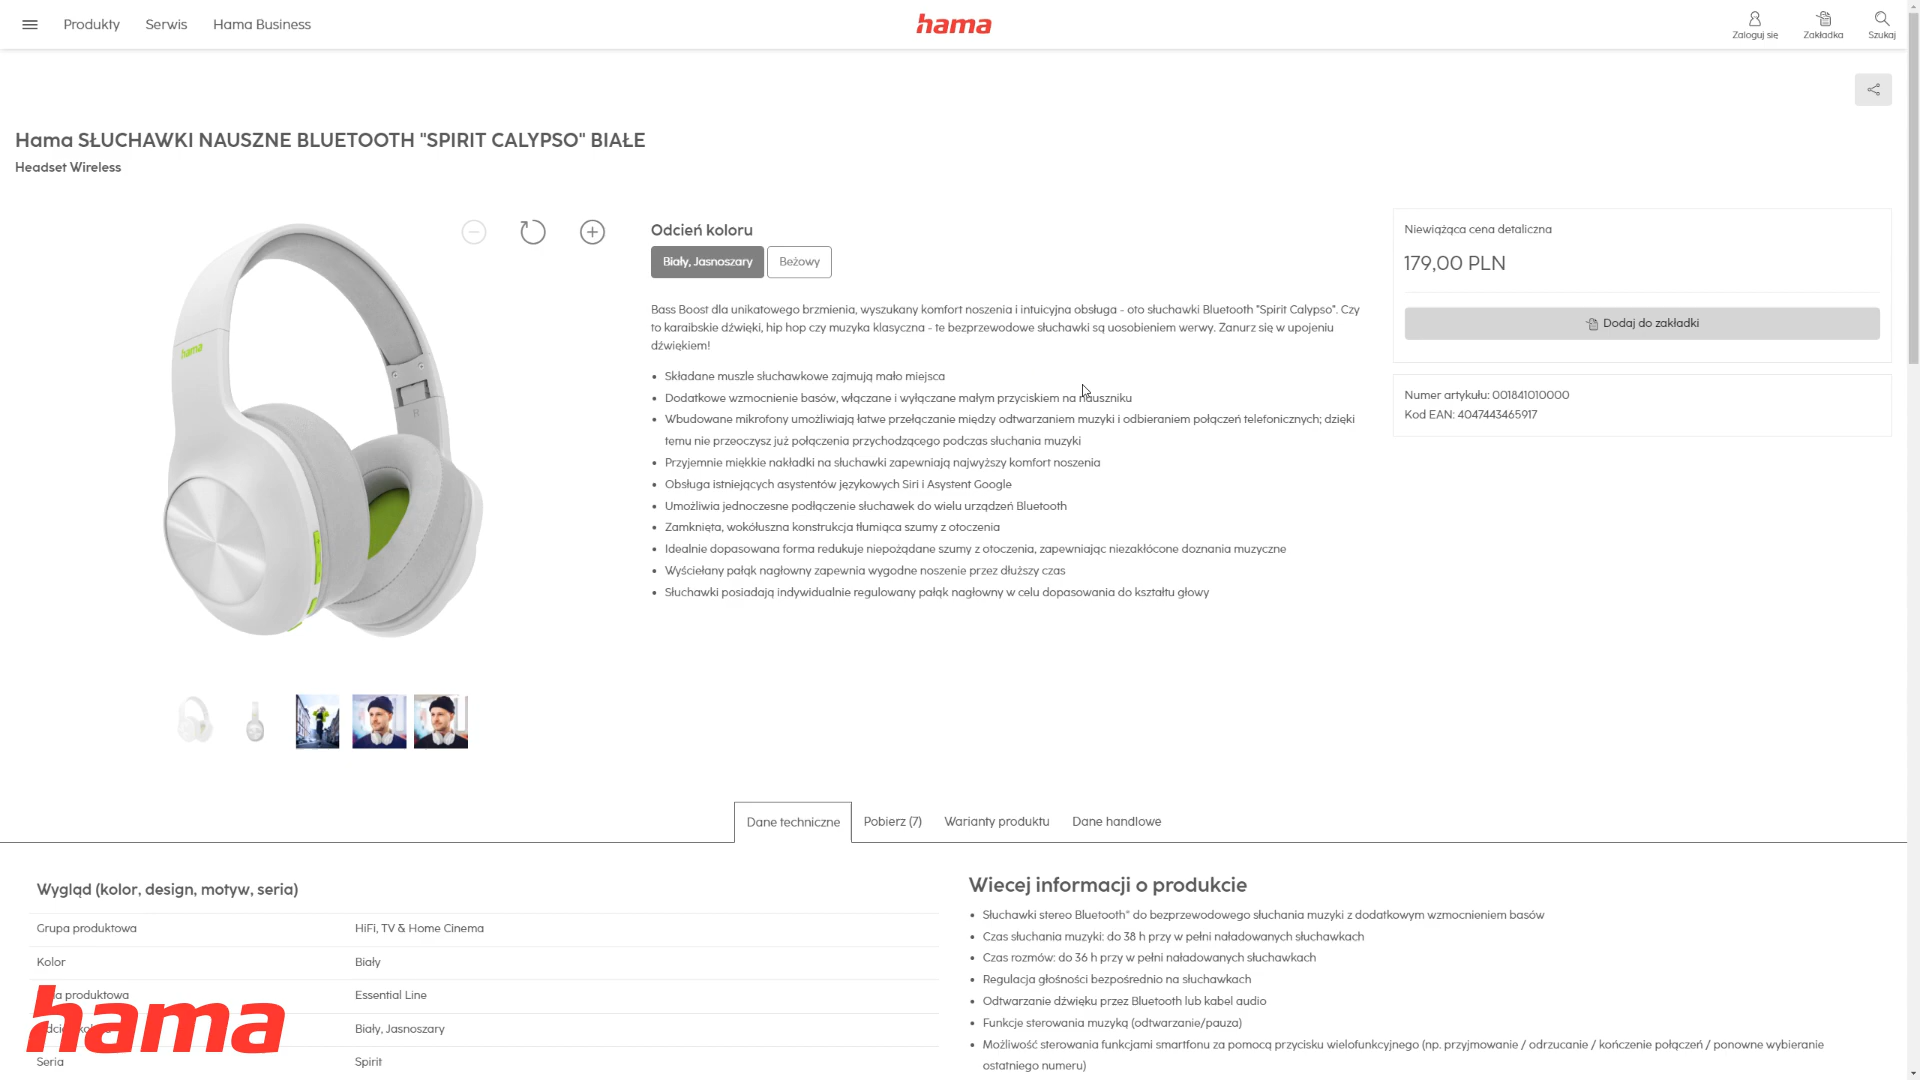 Produkty
Serwis
Hama Business
hama
Zaloguj się
Zakładka
Szukaj
Hama SŁUCHAWKI NAUSZNE BLUETOOTH "SPIRIT CALYPSO" BIAŁE
Headset Wireless
hama
Odcień koloru
Biały, Jasnoszary
Beżowy
Bass Boost dla unikatowego brzmienia, wyszukany komfort noszenia i intuicyjna obsługa - oto słuchawki Bluetooth "Spirit Calypso". Czy
to karaibskie dźwięki, hip hop czy muzyka klasyczna - te bezprzewodowe słuchawki są uosobieniem werwy. Zanurz się w upojeniu
dźwiękiem!
• Składane muszle słuchawkowe zajmują mało miejsca
• Dodatkowe wzmocnienie basów, włączane i wyłączane małym przyciskiem na nauszniku
• Wbudowane mikrofony umożliwiają łatwe przełączanie między odtwarzaniem muzyki i odbieraniem połączeń telefonicznych; dzięki
temu nie przeoczysz już połączenia przychodzącego podczas słuchania muzyki
• Przyjemnie miękkie nakładki na słuchawki zapewniają najwyższy komfort noszenia
• Obsługa istniejących asystentów językowych Siri i Asystent Google
• Umożliwia jednoczesne podłączenie słuchawek do wielu urządzeń Bluetooth
• Zamknięta, wokółuszna konstrukcja tłumiąca szumy z otoczenia
• Idealnie dopasowana forma redukuje niepożądane szumy z otoczenia, zapewniając niezakłócone doznania muzyczne
• Wyściełany pałąk nagłowny zapewnia wygodne noszenie przez dłuższy czas
• Słuchawki posiadają indywidualnie regulowany pałąk nagłowny w celu dopasowania do kształtu głowy
Niewiążąca cena detaliczna
179,00 PLN
Dodaj do zakładki
Numer artykułu: 001841010000
Kod EAN: 4047443465917
Dane techniczne
Pobierz (7)
Warianty produktu
Dane handlowe
Wygląd (kolor, design, motyw, seria)
Grupa produktowa HiFi, TV & Home Cinema
Kolor Biały
produktowa Essential Line
Biały, Jasnoszary
Seria Spirit
hama
Wiecej informacji o produkcie
• Słuchawki stereo Bluetooth® do bezprzewodowego słuchania muzyki z dodatkowym wzmocnieniem basów
• Czas słuchania muzyki: do 38 h przy w pełni naładowanych słuchawkach
• Czas rozmów: do 36 h przy w pełni naładowanych słuchawkach
• Regulacja głośności bezpośrednio na słuchawkach
• Odtwarzanie dźwięku przez Bluetooth lub kabel audio
• Funkcje sterowania muzyką (odtwarzanie/pauza)
• Możliwość sterowania funkcjami smartfonu za pomocą przycisku wielofunkcyjnego (np. przyjmowanie / odrzucanie / kończenie połączeń / ponowne wybieranie
ostatniego numeru)